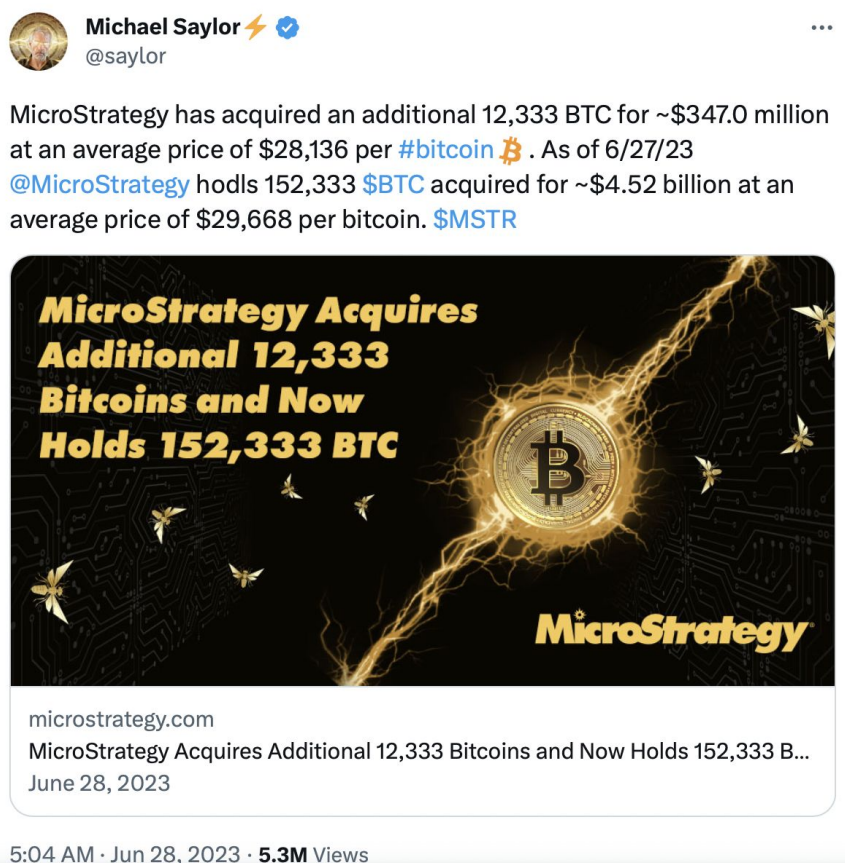 Michael Saylor⚡
@saylor
MicroStrategy has acquired an additional 12,333 BTC for ~$347.0 million
at an average price of $28,136 per #bitcoin . As of 6/27/23
@MicroStrategy hodls 152,333 $BTC acquired for ~$4.52 billion at an
average price of $29,668 per bitcoin. $MSTR
MicroStrategy Acquires
Additional 12,333
Bitcoins and Now
Holds 152,333 BTC
MicroStrategy
microstrategy.com
MicroStrategy Acquires Additional 12,333 Bitcoins and Now Holds 152,333 B...
June 28, 2023
5:04 AM · Jun 28, 2023 · 5.3M Views